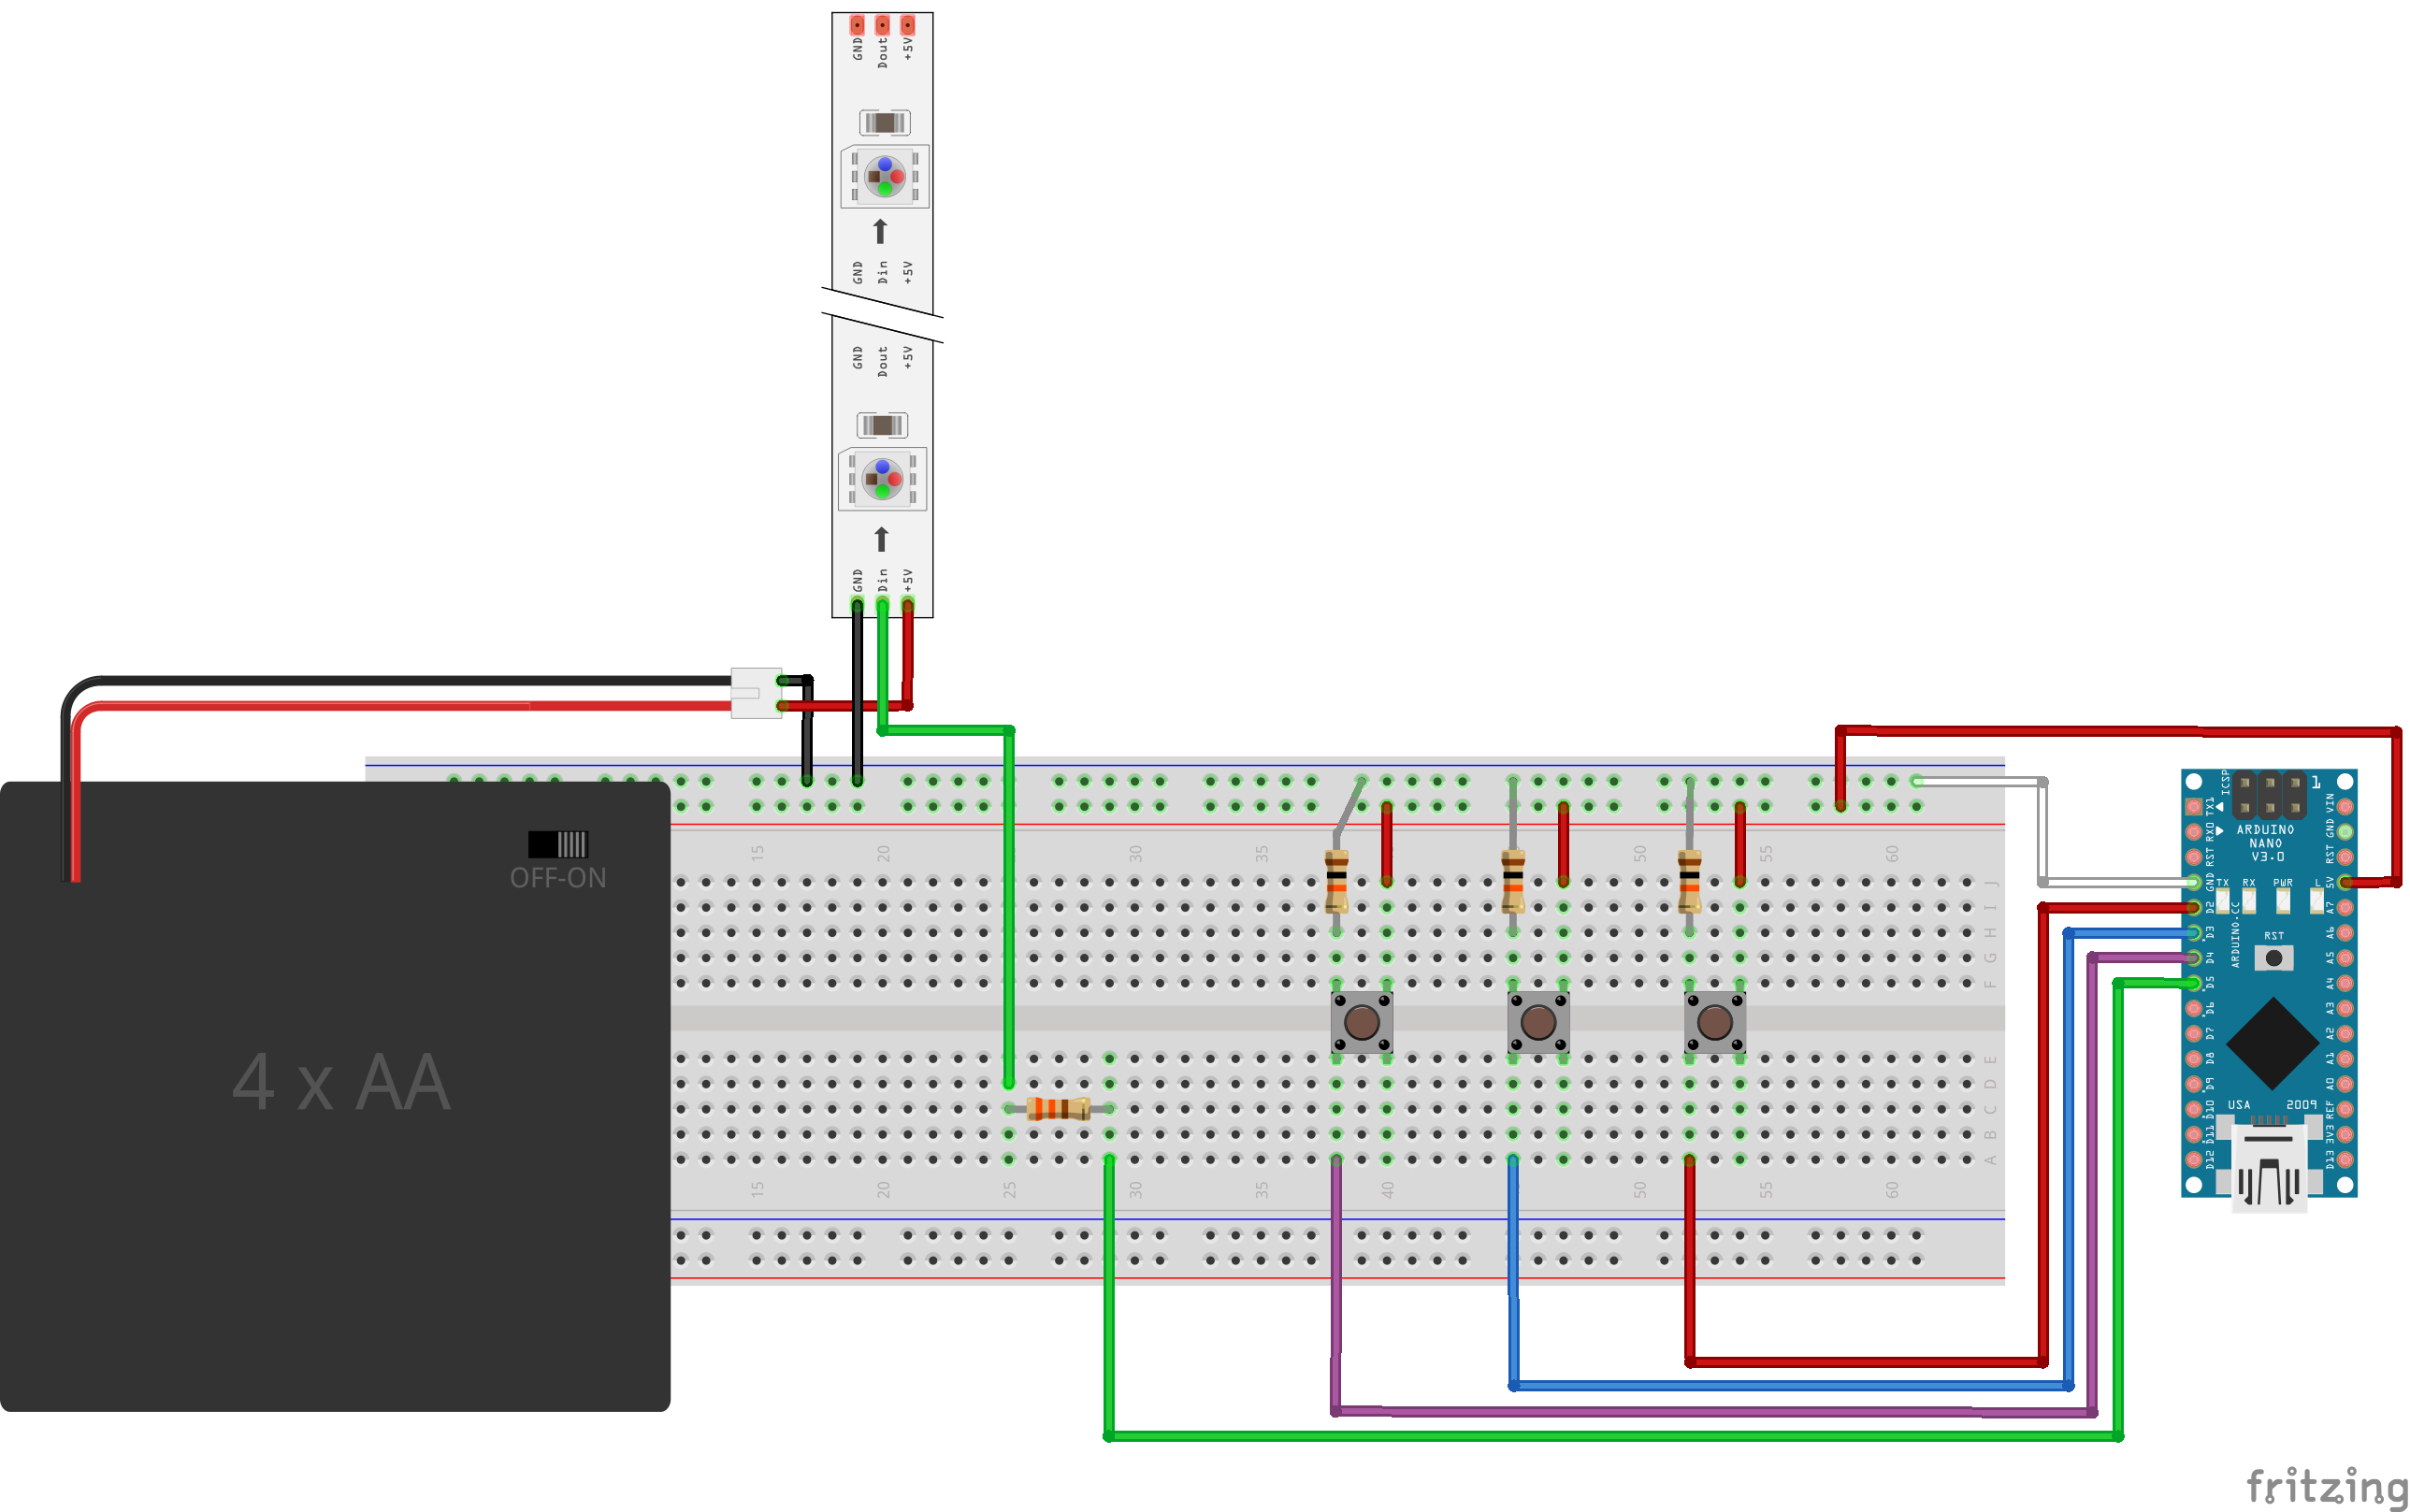 GND Dout +5V
GND Din +5V
GND Dout +5V
GND Din +5V
OFF-ON
4 x AA
15 20 30 35 50 55 60
J
I
H
G
F
E
D
C
B
A
15 20 25 30 35 40 50 55 60
ICSP
1
TX1
RX0
RST
GND
D2
D3
D4
D5
D6
D7
D8
D9
D10
D11
D12
VIN
GND
RST
5V
A7
A6
A5
A4
A3
A2
A1
A0
REF
3V3
D13
ARDUINO
NANO
V3.0
TX RX PWR L
RST
ARDUINO.CC
USA 2009
fritzing